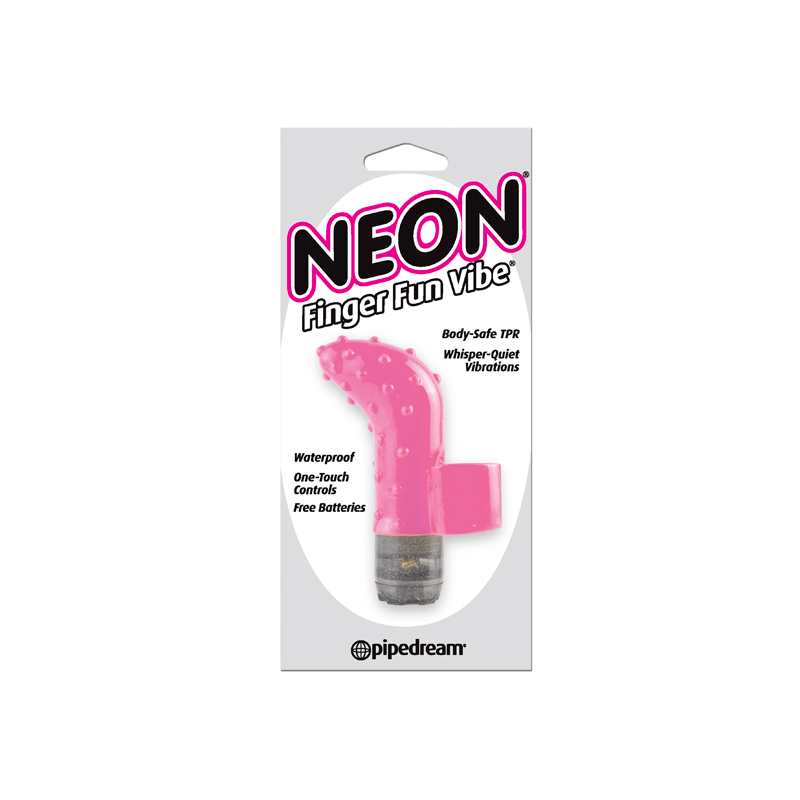 NEON®
Finger Fun Vibe®
Body-Safe TPR
Whisper-Quiet
Vibrations
Waterproof
One-Touch
Controls
Free Batteries
pipedream®